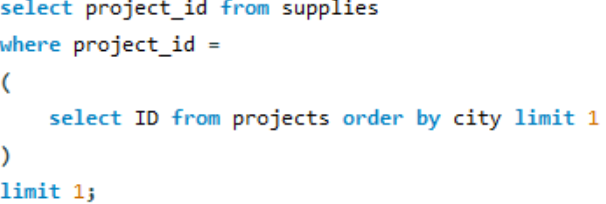 select project_id from supplies
where project_id =
(
select ID from projects order by city limit 1
)
limit 1;